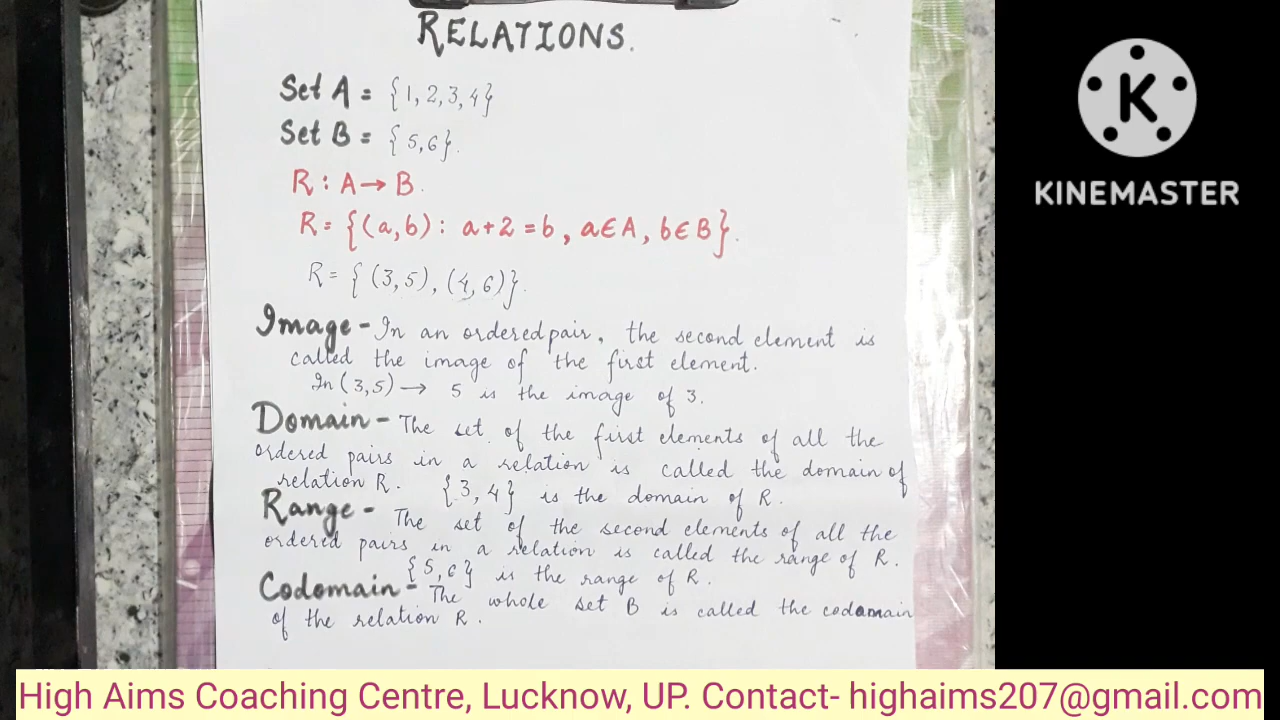 RELATIONS.
Set A = {1, 2, 3, 4}
Set B = {5, 6}.
R : A → B.
R = {(a, b) : a + 2 = b, a ∈ A, b ∈ B}.
R = {(3, 5), (4, 6)}.
Image - In an ordered pair, the second element is
called the image of the first element.
In (3, 5) → 5 is the image of 3.
Domain - The set of the first elements of all the
ordered pairs in a relation is called the domain of
relation R. {3, 4} is the domain of R.
Range - The set of the second elements of all the
ordered pairs in a relation is called the range of R.
{5, 6} is the range of R.
Codomain - The whole set B is called the codomain
of the relation R.
K
KINEMASTER
High Aims Coaching Centre, Lucknow, UP. Contact- highaims207@gmail.com